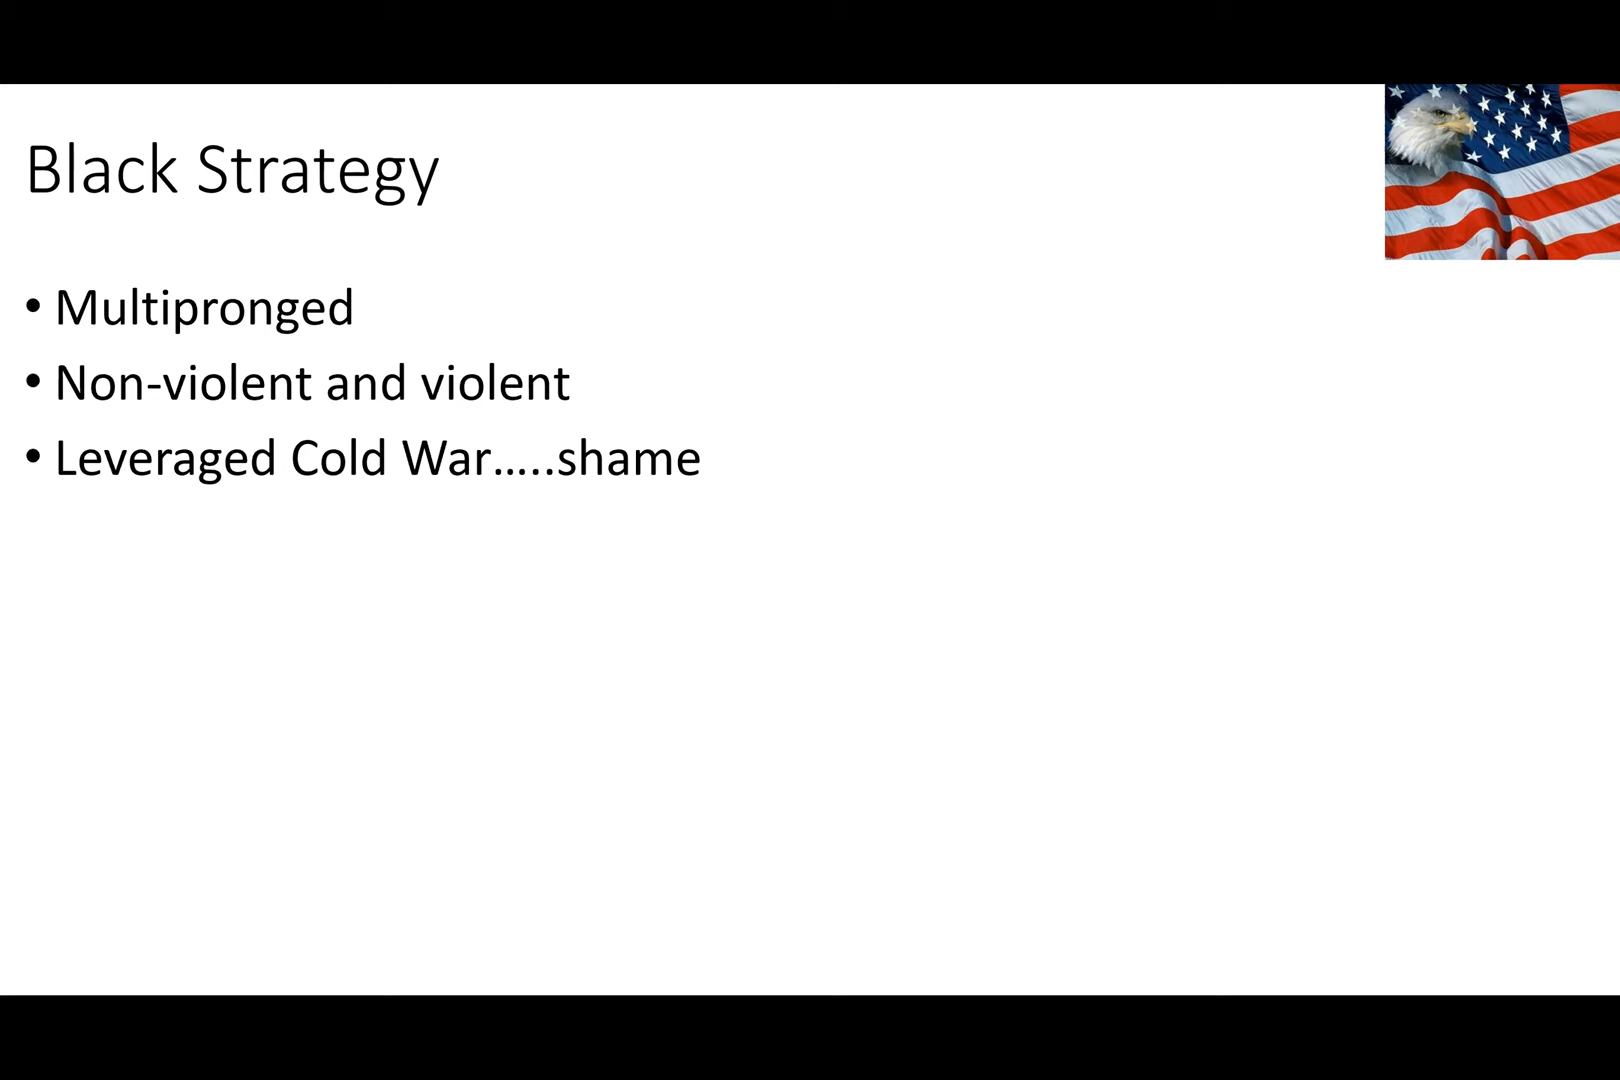 Black Strategy
• Multipronged
• Non-violent and violent
• Leveraged Cold War…..shame